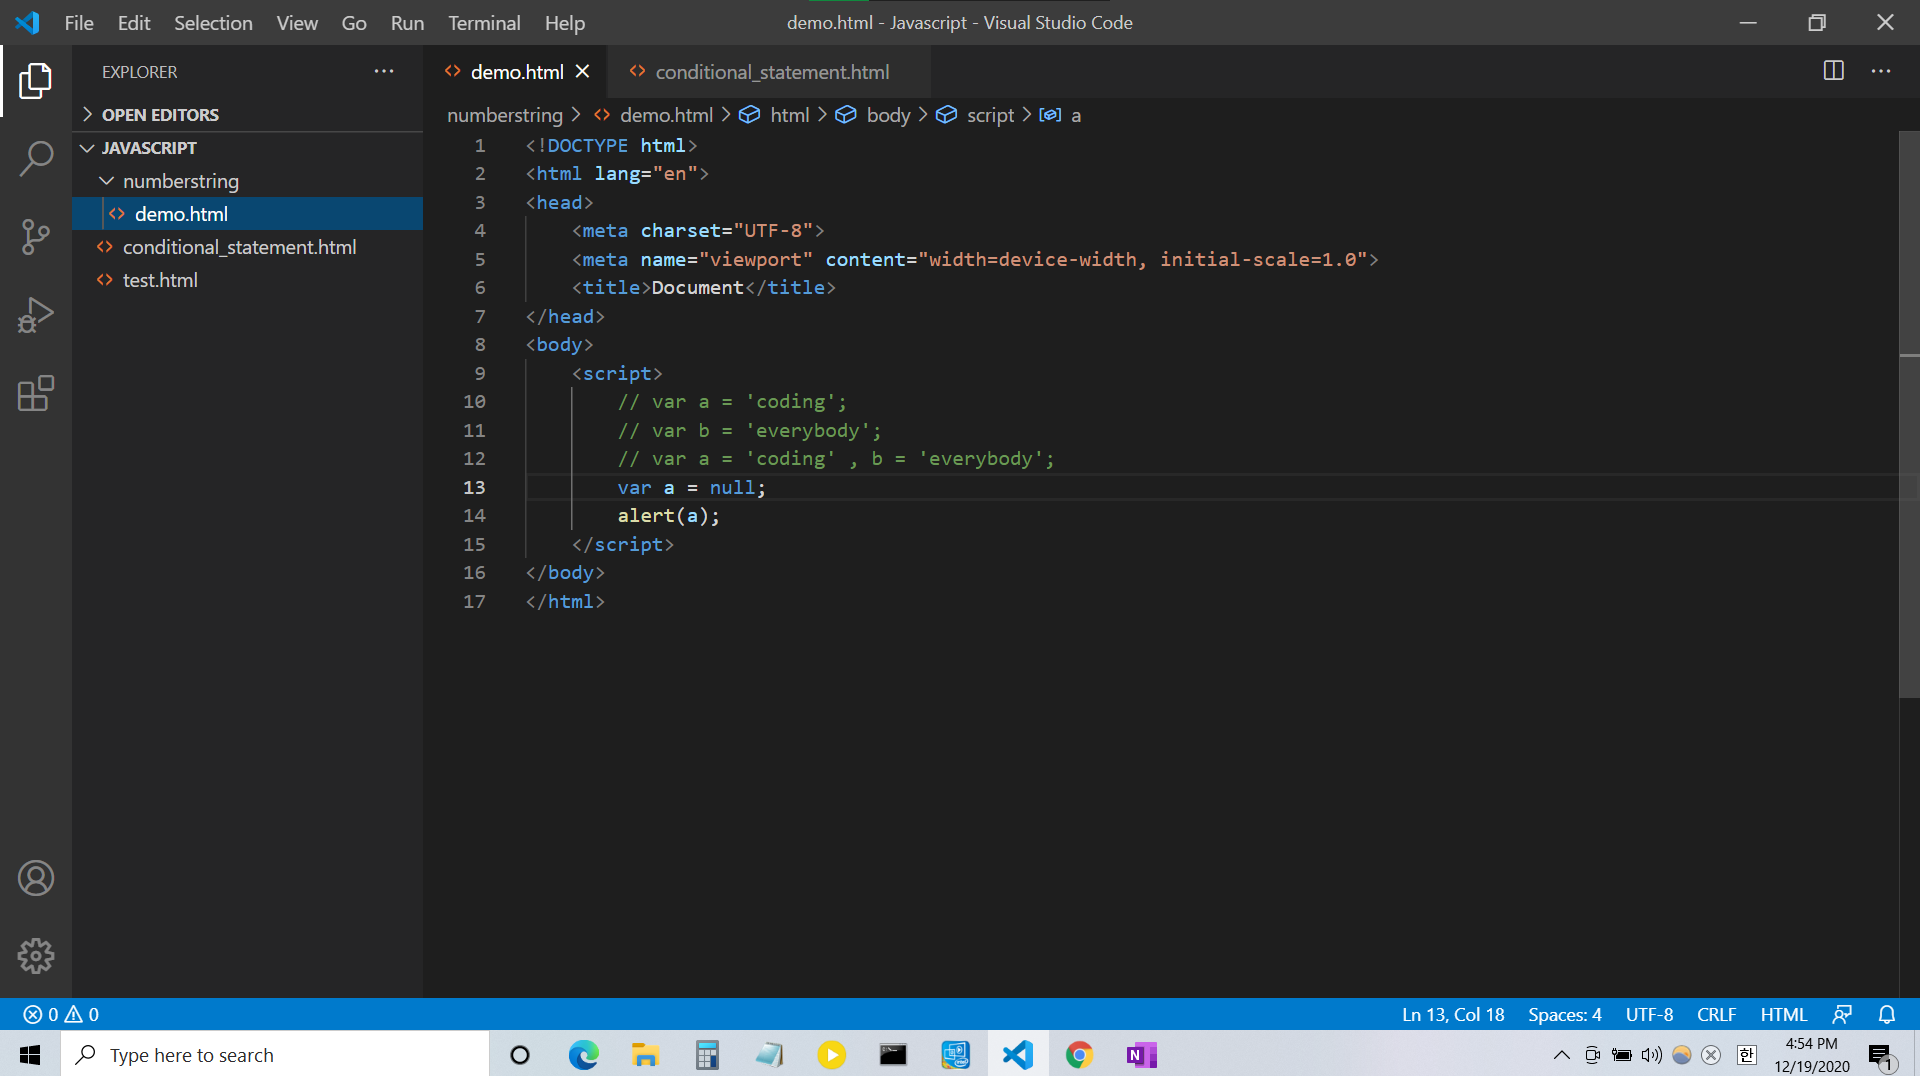 File Edit Selection View Go Run Terminal Help demo.html - Javascript - Visual Studio Code
EXPLORER
OPEN EDITORS
JAVASCRIPT
numberstring
demo.html
conditional_statement.html
test.html
demo.html conditional_statement.html
numberstring demo.html html body script a
1 <!DOCTYPE html>
2 <html lang="en">
3 <head>
4 <meta charset="UTF-8">
5 <meta name="viewport" content="width=device-width, initial-scale=1.0">
6 <title>Document</title>
7 </head>
8 <body>
9 <script>
10 // var a = 'coding';
11 // var b = 'everybody';
12 // var a = 'coding' , b = 'everybody';
13 var a = null;
14 alert(a);
15 </script>
16 </body>
17 </html>
0 0 Ln 13, Col 18 Spaces: 4 UTF-8 CRLF HTML
Type here to search
N
한
4:54 PM
12/19/2020
1